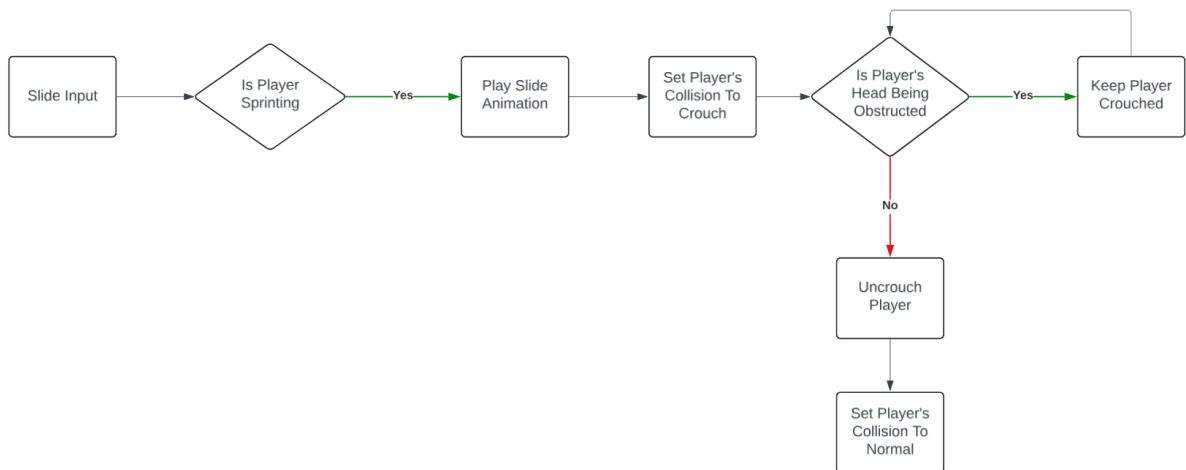 Slide Input
Is Player
Sprinting
Yes
Play Slide
Animation
Set Player's
Collision To
Crouch
Is Player's
Head Being
Obstructed
Yes
Keep Player
Crouched
No
Uncrouch
Player
Set Player's
Collision To
Normal